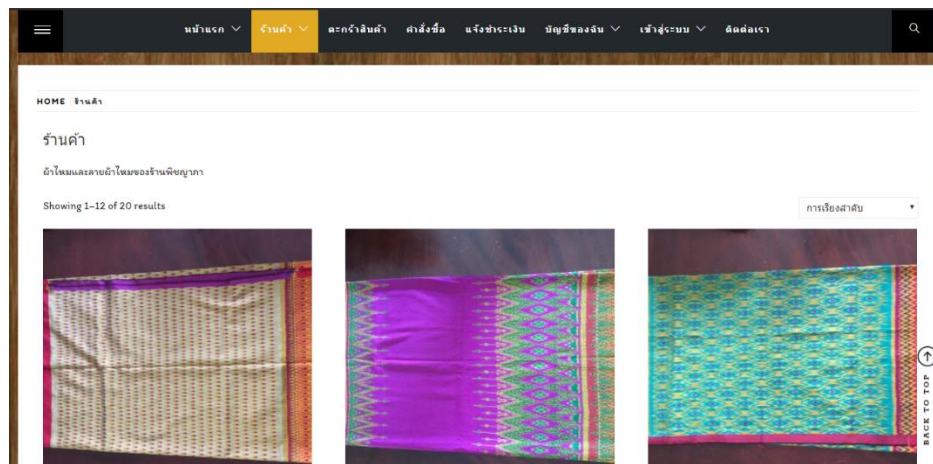 หน้าแรก ร้านค้า ตะกร้าสินค้า คำสั่งซื้อ แจ้งชำระเงิน บัญชีของฉัน เข้าสู่ระบบ ติดต่อเรา
HOME ร้านค้า
ร้านค้า
ผ้าไหมและลายผ้าไหมของร้านพิชญาภา
Showing 1–12 of 20 results
การเรียงลำดับ
BACK TO TOP